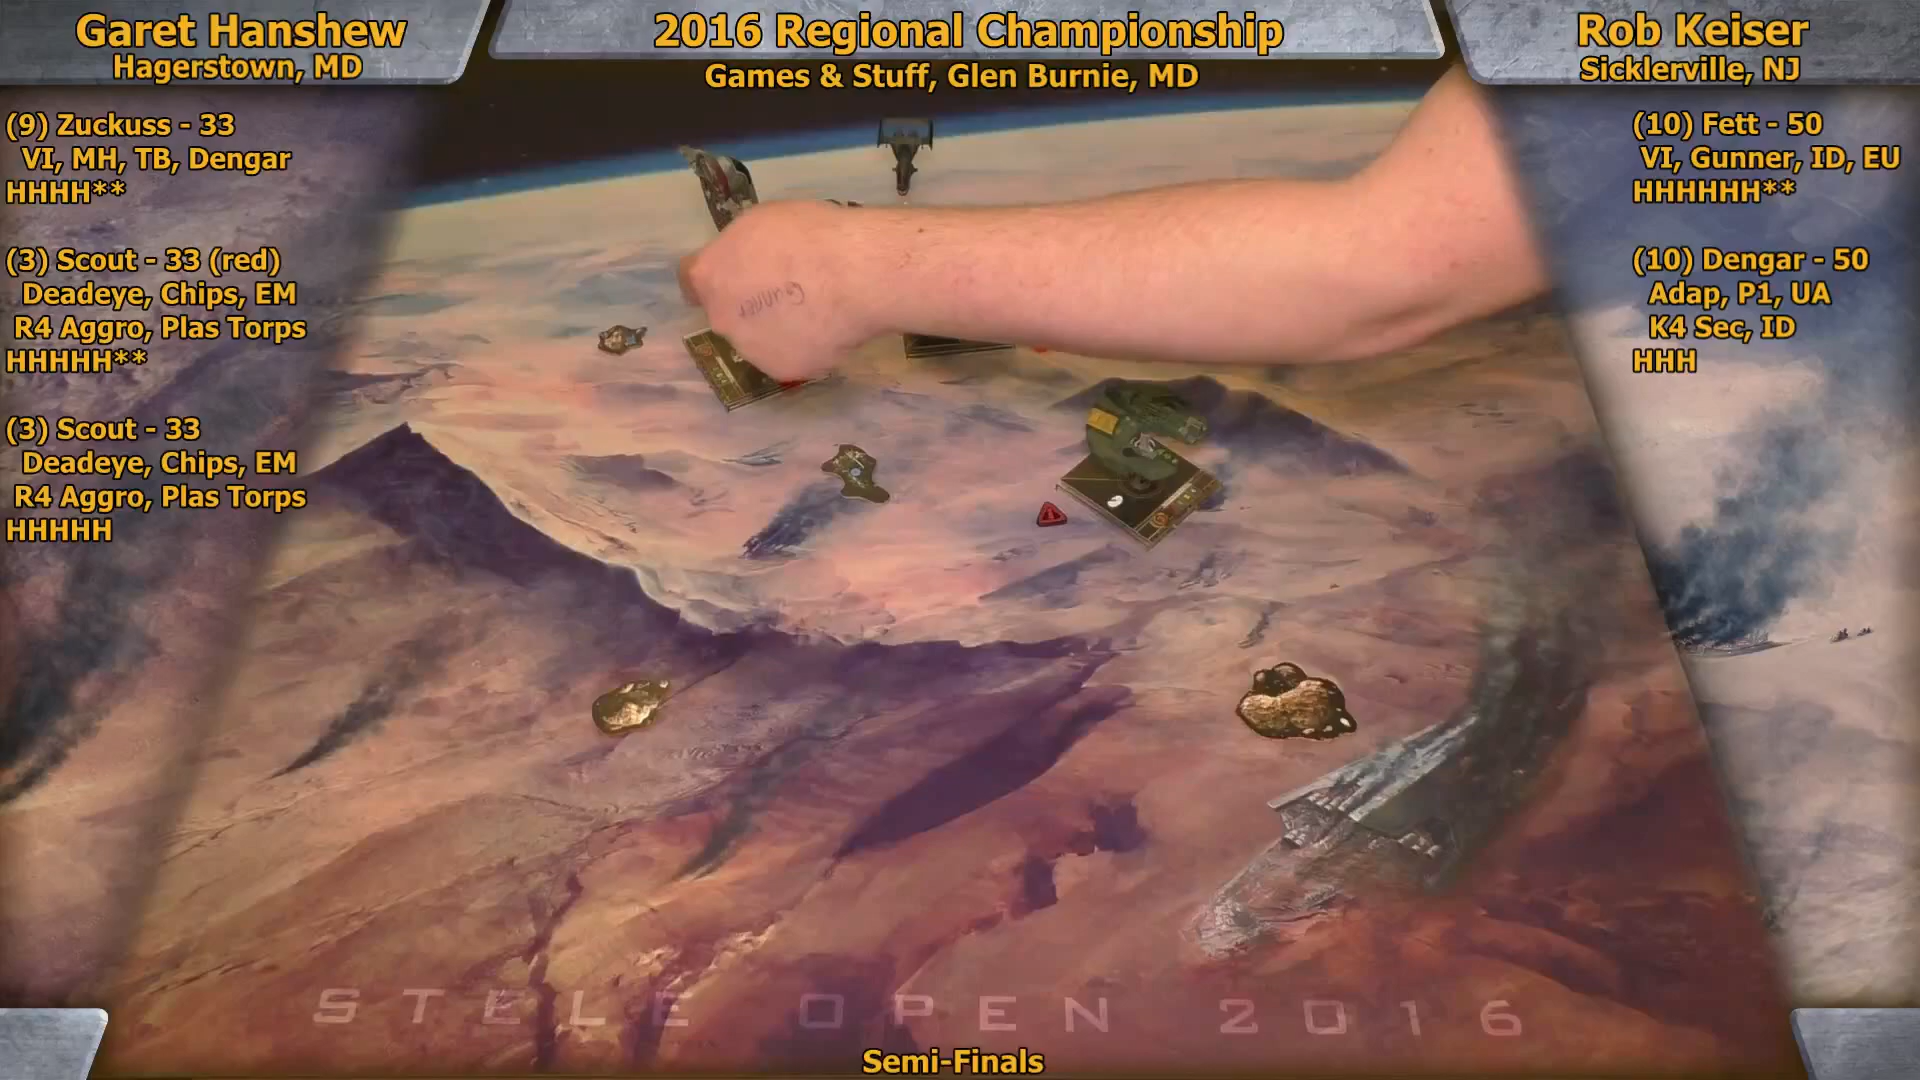 Garet Hanshew
Hagerstown, MD
2016 Regional Championship
Games & Stuff, Glen Burnie, MD
Rob Keiser
Sicklerville, NJ
(9) Zuckuss - 33
VI, MH, TB, Dengar
HHHH**
(3) Scout - 33 (red)
Deadeye, Chips, EM
R4 Aggro, Plas Torps
HHHHH**
(3) Scout - 33
Deadeye, Chips, EM
R4 Aggro, Plas Torps
HHHHH
(10) Fett - 50
VI, Gunner, ID, EU
HHHHHH**
(10) Dengar - 50
Adap, P1, UA
K4 Sec, ID
HHH
Gunner
STELE OPEN 2016
Semi-Finals